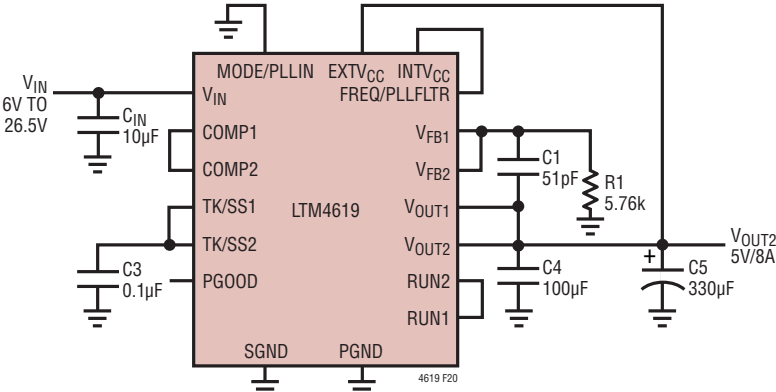 MODE/PLLIN EXTVCC INTVCC
FREQ/PLLFLTR
VIN
6V TO
26.5V
CIN
10µF
VIN
COMP1
COMP2
TK/SS1
TK/SS2
PGOOD
C3
0.1µF
LTM4619
VFB1
VFB2
VOUT1
VOUT2
RUN2
RUN1
SGND PGND
C1
51pF
R1
5.76k
C4
100µF
+
C5
330µF
VOUT2
5V/8A
4619 F20